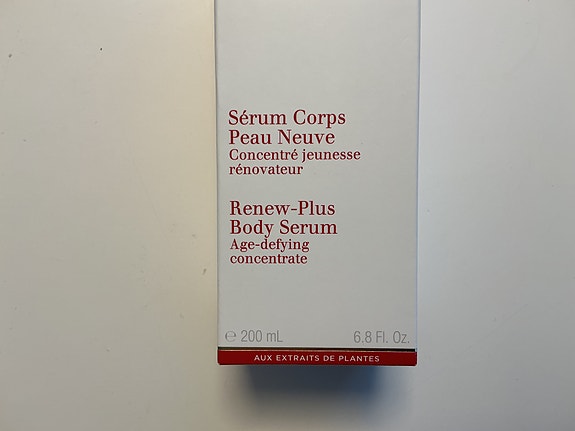 Sérum Corps
Peau Neuve
Concentré jeunesse
rénovateur
Renew-Plus
Body Serum
Age-defying
concentrate
℮ 200 mL 6.8 Fl. Oz.
AUX EXTRAITS DE PLANTES